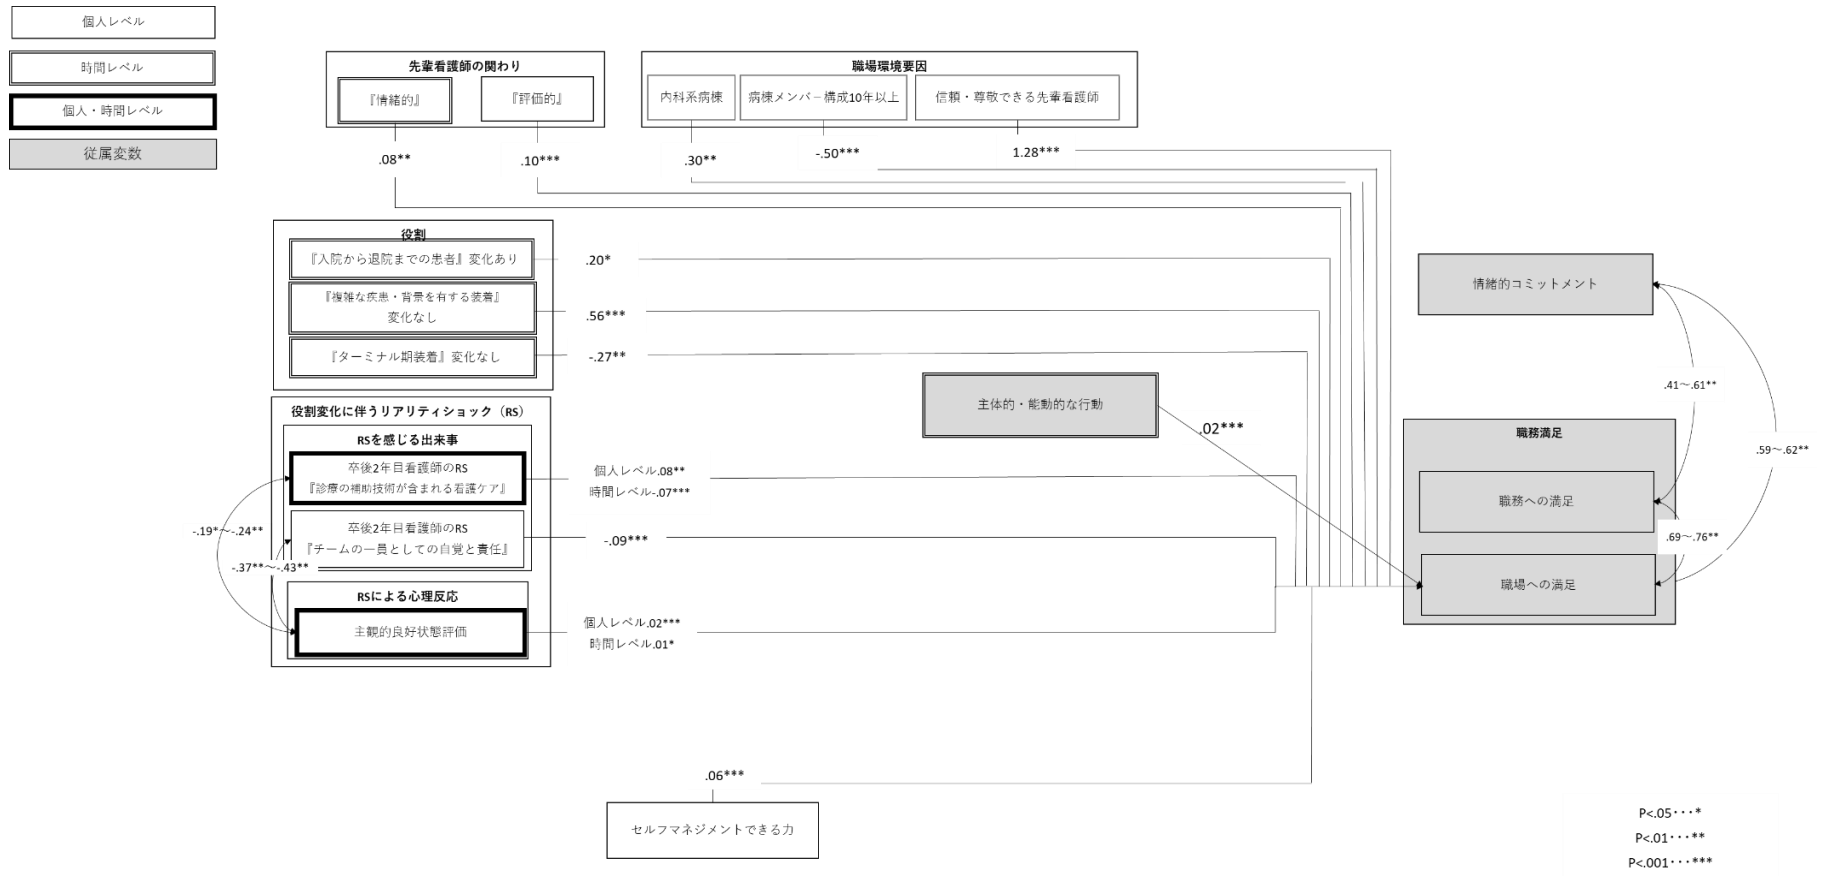 個人レベル
時間レベル
個人・時間レベル
従属変数
先輩看護師の関わり
『情緒的』
『評価的』
職場環境要因
内科系病棟
病棟メンバー構成10年以上
信頼・尊敬できる先輩看護師
.08**
.10***
.30**
-.50***
1.28***
役割
『入院から退院までの患者』変化あり
.20*
『複雑な疾患・背景を有する装着』
変化なし
.56***
『ターミナル期装着』変化なし
-.27**
役割変化に伴うリアリティショック（RS）
RSを感じる出来事
卒後2年目看護師のRS
『診療の補助技術が含まれる看護ケア』
個人レベル.08**
時間レベル-.07***
卒後2年目看護師のRS
『チームの一員としての自覚と責任』
-.09***
-.19*～-.24**
-.37**～-.43**
RSによる心理反応
主観的良好状態評価
個人レベル.02***
時間レベル.01*
主体的・能動的な行動
.02***
情緒的コミットメント
.41～.61**
.59～.62**
職務満足
職務への満足
.69～.76**
職場への満足
.06***
セルフマネジメントできる力
P<.05･･･*
P<.01･･･**
P<.001･･･***